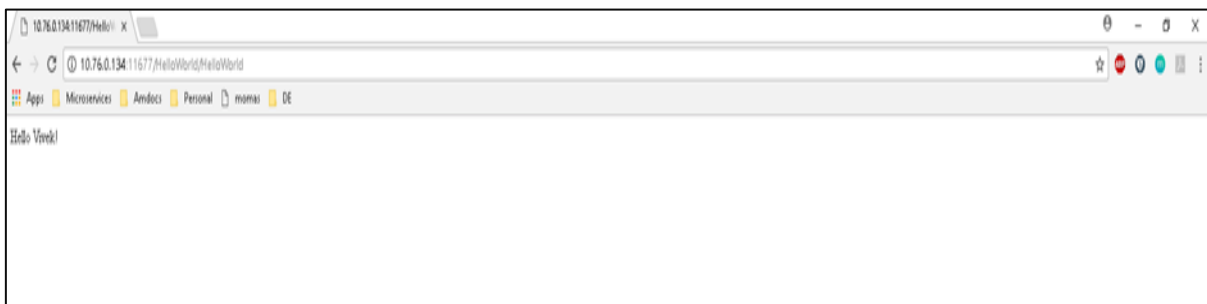 10.76.0.134:11677/Hello
10.76.0.134:11677/HelloWorld/HelloWorld
Apps Microservices Amdocs Personal momas DE
Hello Vivek!